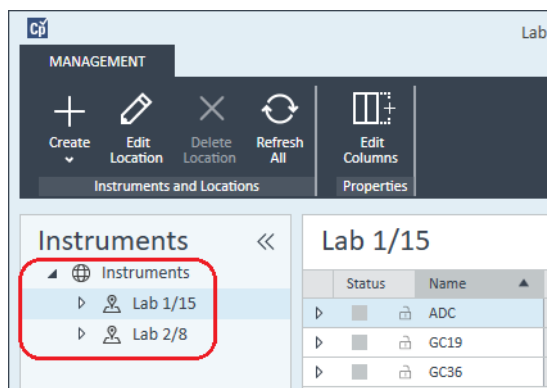 Cp
Lab
MANAGEMENT
Create
Edit
Location
Delete
Location
Refresh
All
Edit
Columns
Instruments and Locations
Properties
Instruments
Instruments
Lab 1/15
Lab 2/8
Lab 1/15
Status
Name
ADC
GC19
GC36